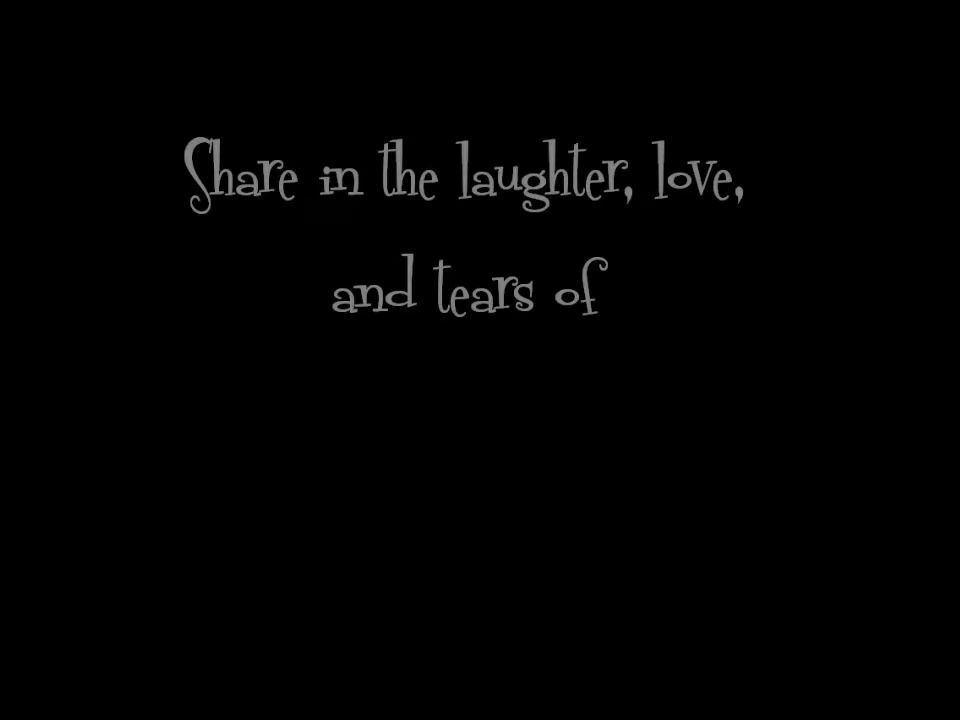 Share in the laughter, love,
and tears of